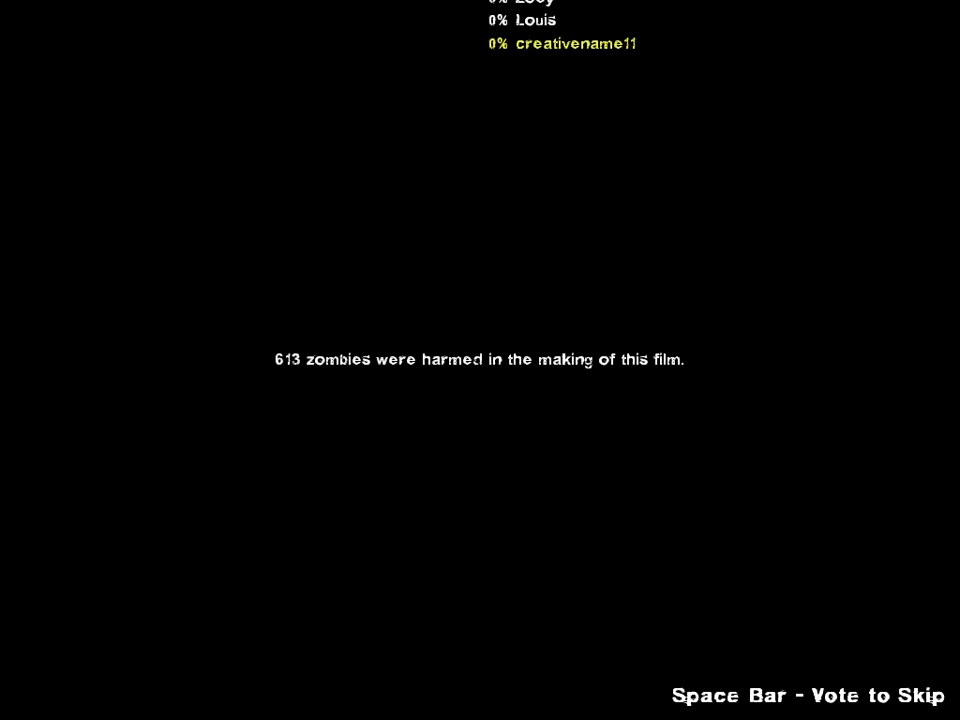 0% Louis
0% creativename11
613 zombies were harmed in the making of this film.
Space Bar - Vote to Skip